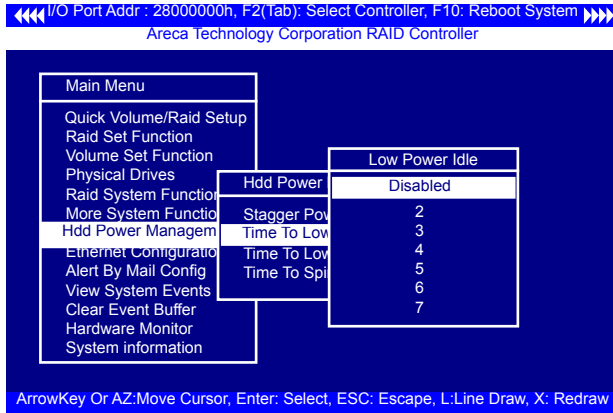 I/O Port Addr : 28000000h, F2(Tab): Select Controller, F10: Reboot System
Areca Technology Corporation RAID Controller
Main Menu
Quick Volume/Raid Setup
Raid Set Function
Volume Set Function
Physical Drives
Raid System Function
More System Functio
Hdd Power Managem
Ethernet Configuratio
Alert By Mail Config
View System Events
Clear Event Buffer
Hardware Monitor
System information
Hdd Power
Stagger Pow
Time To Low
Time To Low
Time To Spi
Low Power Idle
Disabled
2
3
4
5
6
7
ArrowKey Or AZ:Move Cursor, Enter: Select, ESC: Escape, L:Line Draw, X: Redraw